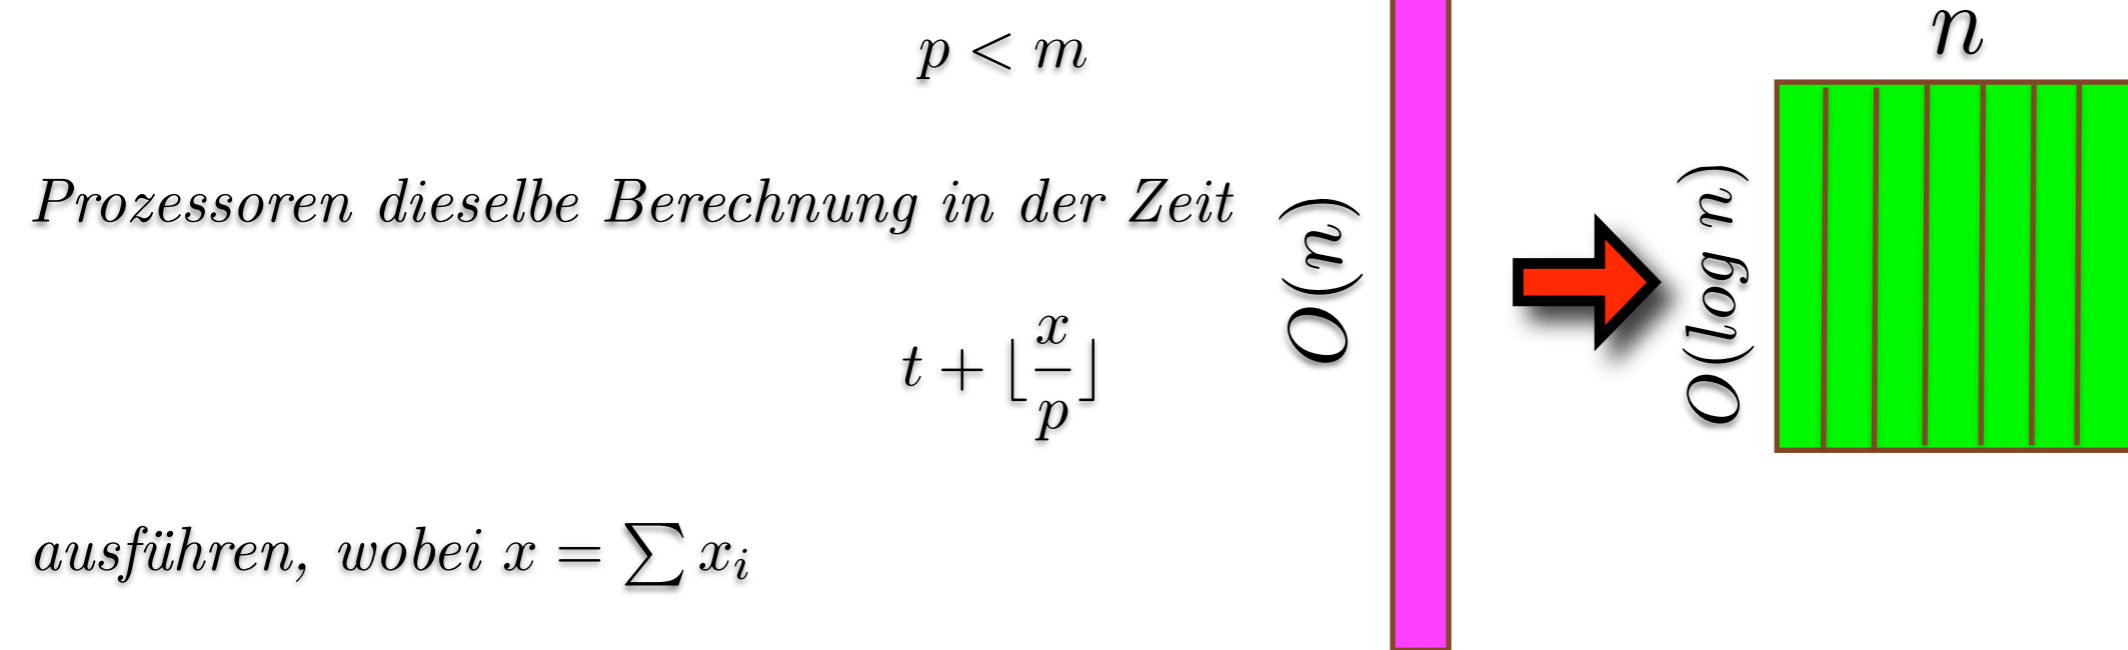 p < m
Prozessoren dieselbe Berechnung in der Zeit
t + ⌊x/p⌋
ausführen, wobei x = ∑ xᵢ
O(n)
O(log n)
n